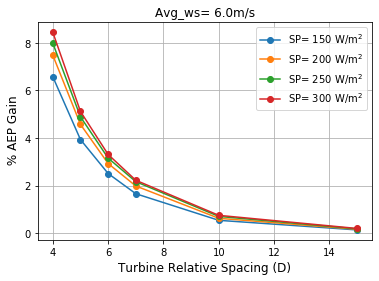 Avg_ws= 6.0m/s
SP= 150 W/m²
SP= 200 W/m²
SP= 250 W/m²
SP= 300 W/m²
% AEP Gain
8
6
4
2
0
4 6 8 10 12 14
Turbine Relative Spacing (D)